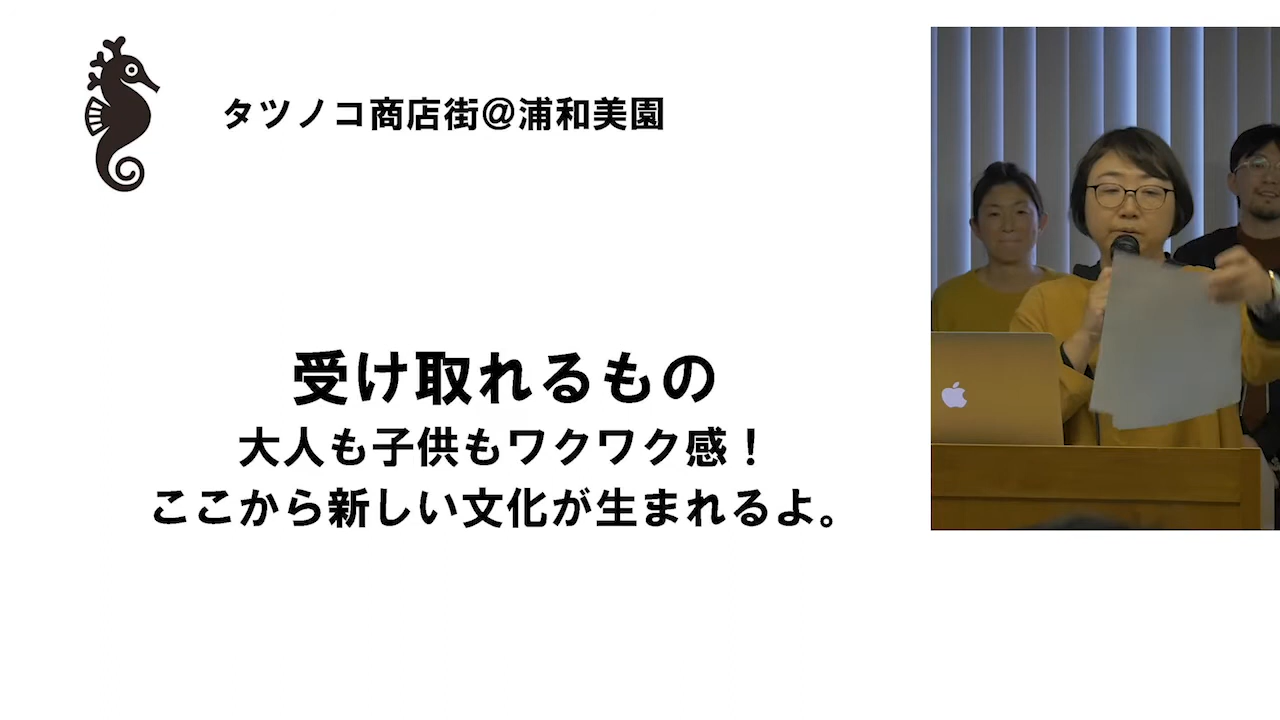 タツノコ商店街@浦和美園
受け取れるもの
大人も子供もワクワク感！
ここから新しい文化が生まれるよ。